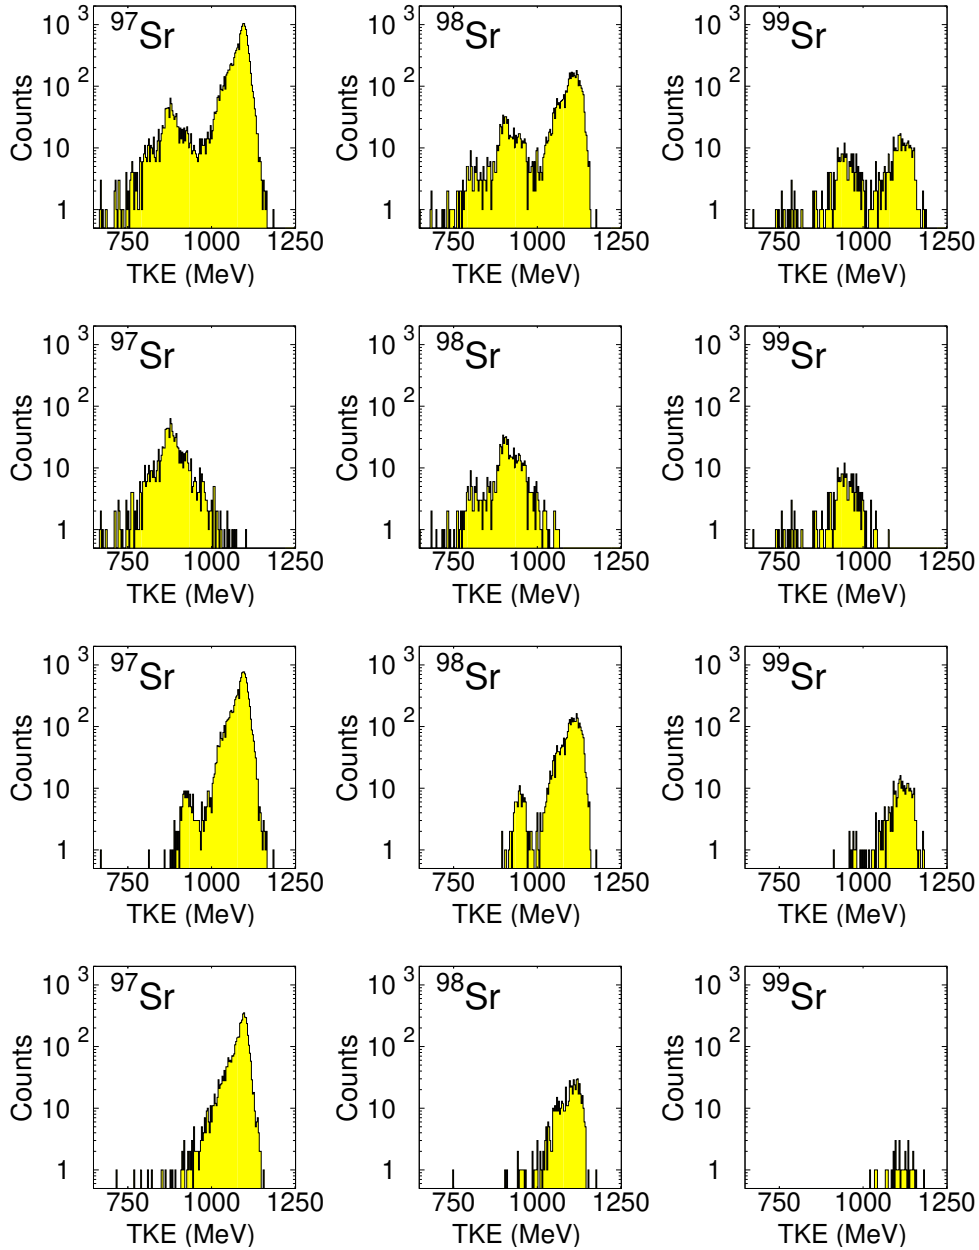 10 3 97Sr 10 3 98Sr 10 3 99Sr
10 2 10 2 10 2
10 10 10
1 1 1
Counts Counts Counts
750 1000 1250 750 1000 1250 750 1000 1250
TKE (MeV) TKE (MeV) TKE (MeV)
10 3 97Sr 10 3 98Sr 10 3 99Sr
10 2 10 2 10 2
10 10 10
1 1 1
Counts Counts Counts
750 1000 1250 750 1000 1250 750 1000 1250
TKE (MeV) TKE (MeV) TKE (MeV)
10 3 97Sr 10 3 98Sr 10 3 99Sr
10 2 10 2 10 2
10 10 10
1 1 1
Counts Counts Counts
750 1000 1250 750 1000 1250 750 1000 1250
TKE (MeV) TKE (MeV) TKE (MeV)
10 3 97Sr 10 3 98Sr 10 3 99Sr
10 2 10 2 10 2
10 10 10
1 1 1
Counts Counts Counts
750 1000 1250 750 1000 1250 750 1000 1250
TKE (MeV) TKE (MeV) TKE (MeV)